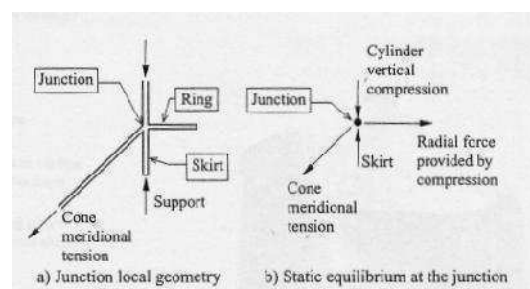 Junction
Ring
Skirt
Support
Cone
meridional
tension
a) Junction local geometry
Cylinder
vertical
compression
Junction
Radial force
provided by
compression
Skirt
Cone
meridional
tension
b) Static equilibrium at the junction